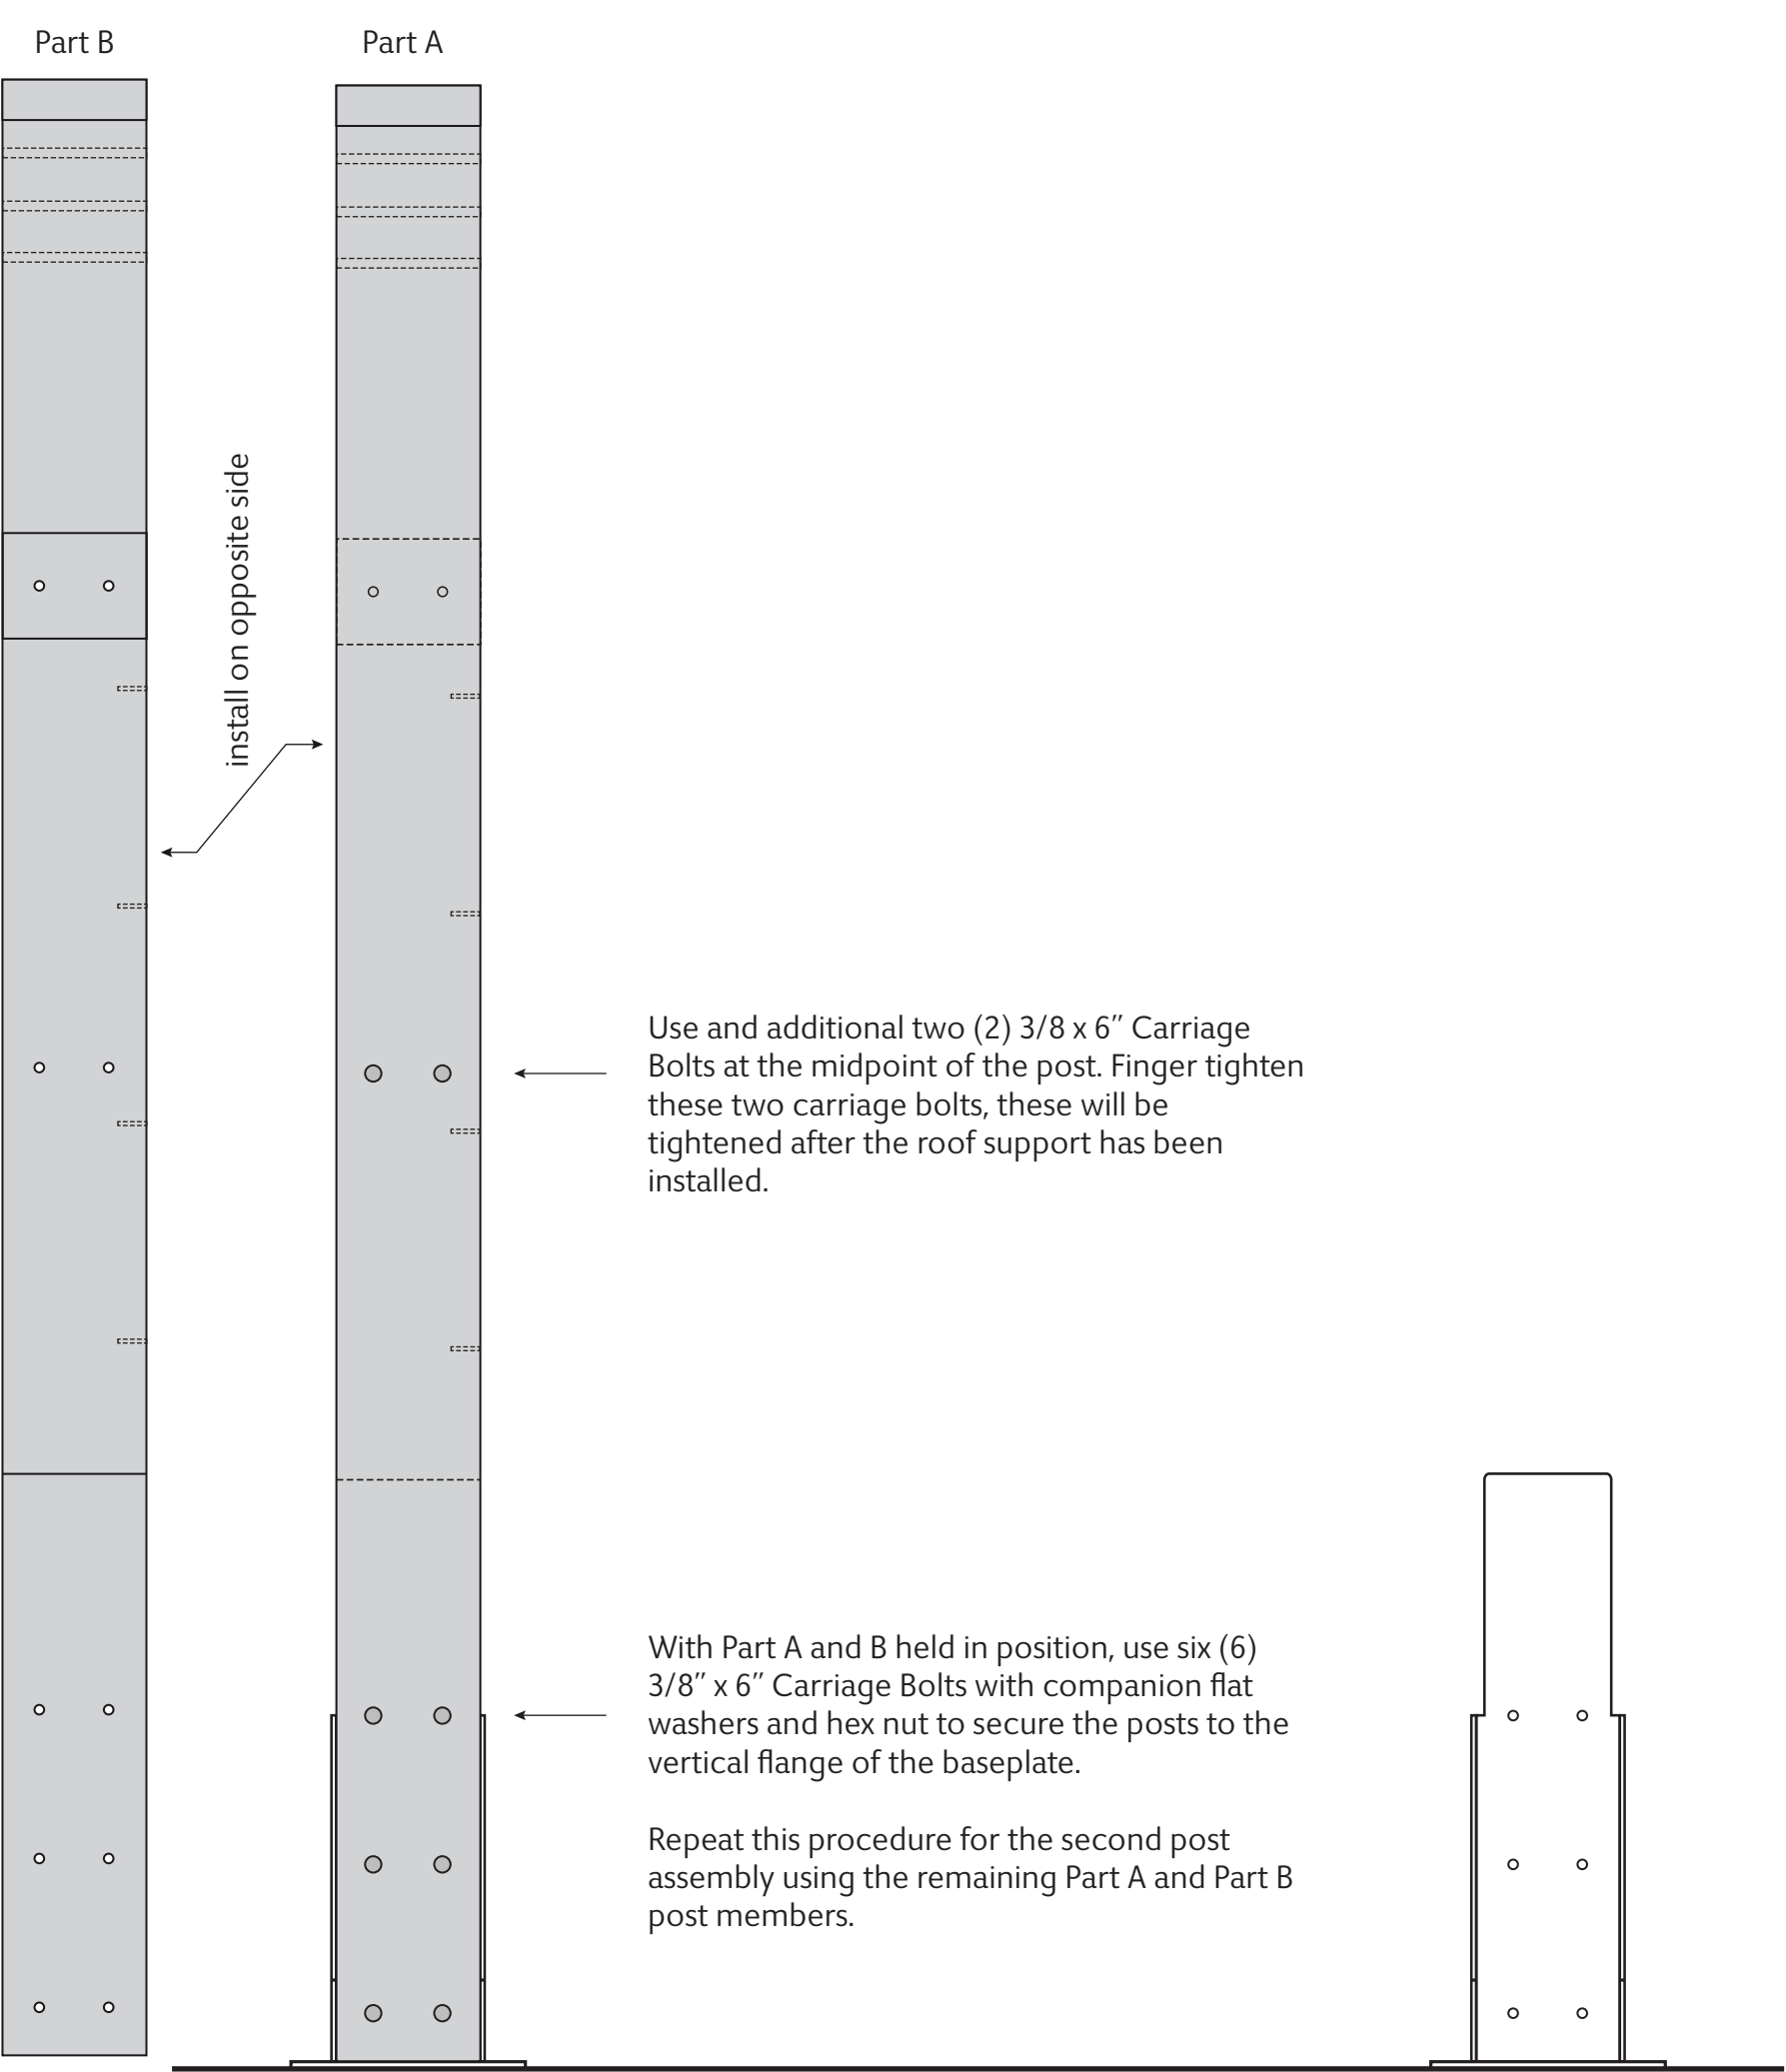 Part B
Part A
install on opposite side
Use and additional two (2) 3/8 x 6” Carriage
Bolts at the midpoint of the post. Finger tighten
these two carriage bolts, these will be
tightened after the roof support has been
installed.
With Part A and B held in position, use six (6)
3/8” x 6” Carriage Bolts with companion flat
washers and hex nut to secure the posts to the
vertical flange of the baseplate.
Repeat this procedure for the second post
assembly using the remaining Part A and Part B
post members.